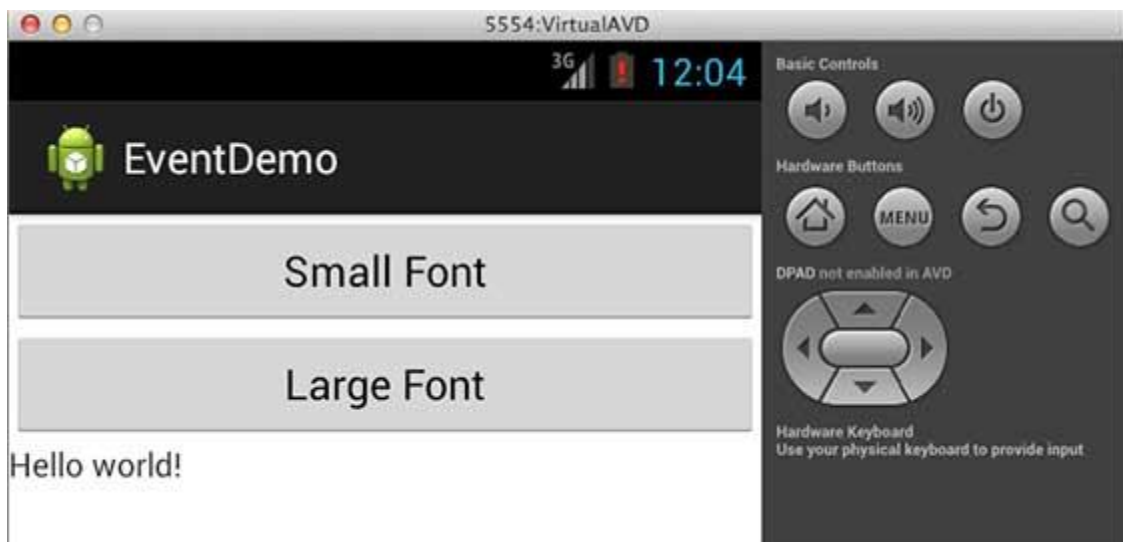 5554:VirtualAVD
3G
12:04
EventDemo
Small Font
Large Font
Hello world!
Basic Controls
Hardware Buttons
MENU
DPAD not enabled in AVD
Hardware Keyboard
Use your physical keyboard to provide input